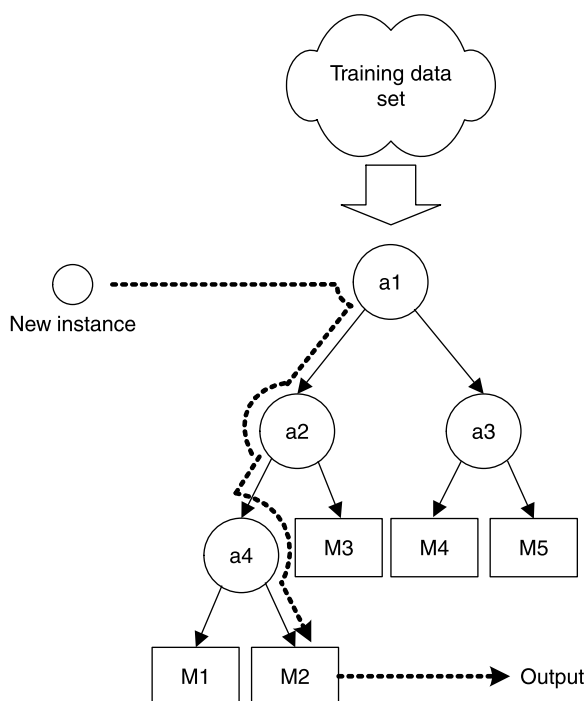 Training data
set
a1
New instance
a2
a3
a4
M3
M4
M5
M1
M2
Output